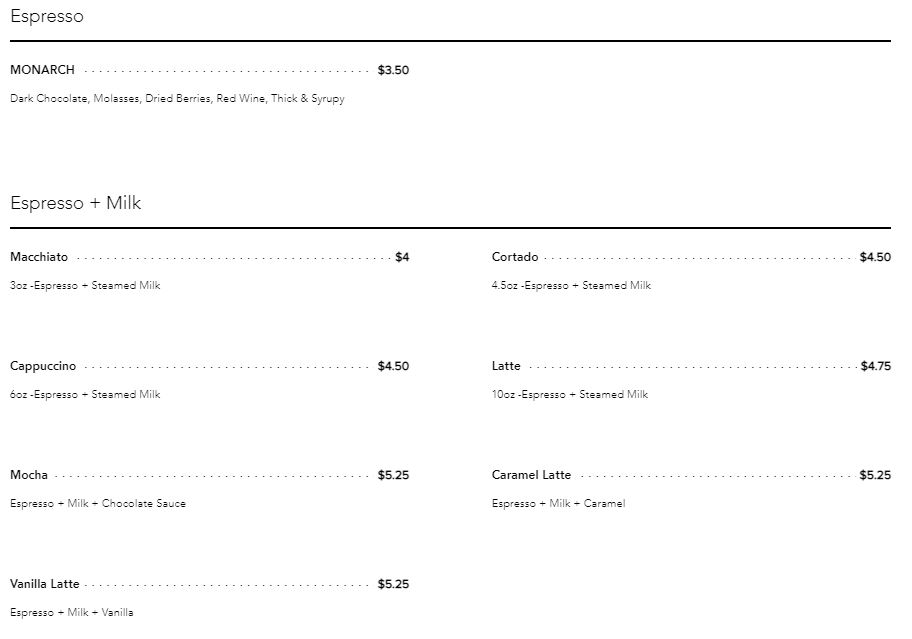 Espresso
MONARCH $3.50
Dark Chocolate, Molasses, Dried Berries, Red Wine, Thick & Syrupy
Espresso + Milk
Macchiato $4
3oz -Espresso + Steamed Milk
Cortado $4.50
4.5oz -Espresso + Steamed Milk
Cappuccino $4.50
6oz -Espresso + Steamed Milk
Latte $4.75
10oz -Espresso + Steamed Milk
Mocha $5.25
Espresso + Milk + Chocolate Sauce
Caramel Latte $5.25
Espresso + Milk + Caramel
Vanilla Latte $5.25
Espresso + Milk + Vanilla